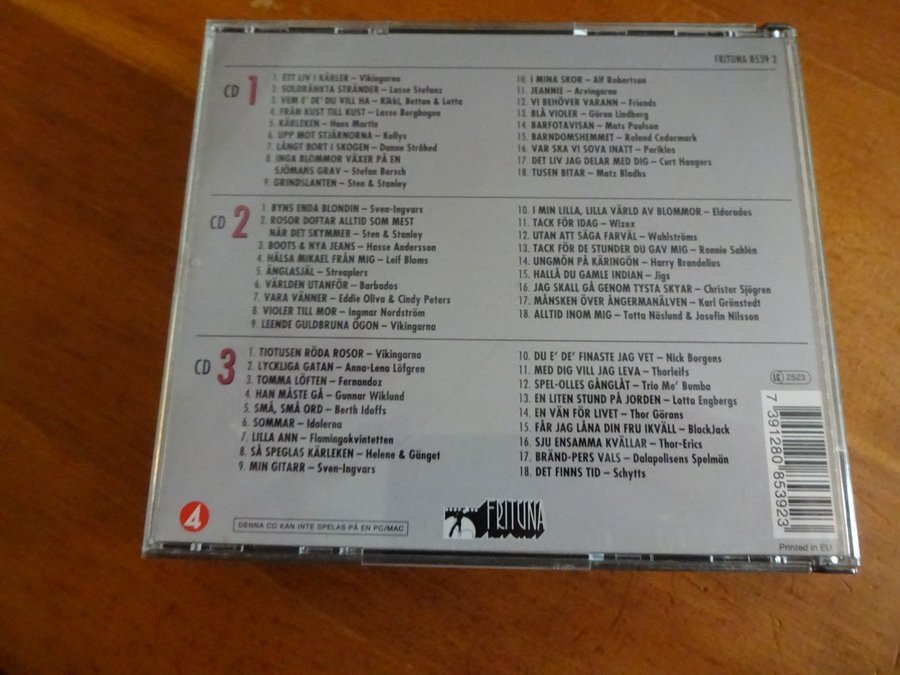 FRITUNA 8539 2
CD 1
1. ETT LIV I KÄRLEK – Vikingarna
2. SOLDRÄNKTA STRÄNDER – Lasse Stefanz
3. VEM E' DE' DU VILL HA – Kikki, Bettan & Lotta
4. FRÅN KUST TILL KUST – Lasse Berghagen
5. KÄRLEKEN – Hans Martin
6. UPP MOT STJÄRNORNA – Kellys
7. LÅNGT BORT I SKOGEN – Danne Stråhed
8. INGA BLOMMOR VÄXER PÅ EN
SJÖMANS GRAV – Stefan Borsch
9. GRINDSLANTEN – Sten & Stanley
10. I MINA SKOR – Alf Robertson
11. JEANNIE – Arvingarna
12. VI BEHÖVER VARANN – Friends
13. BLÅ VIOLER – Göran Lindberg
14. BARFOTAVISAN – Mats Paulson
15. BARNDOMSHEMMET – Roland Cedermark
16. VAR SKA VI SOVA INATT – Perikles
17. DET LIV JAG DELAR MED DIG – Curt Haagers
18. TUSEN BITAR – Matz Bladhs
CD 2
1. BYNS ENDA BLONDIN – Sven-Ingvars
2. ROSOR DOFTAR ALLTID SOM MEST
NÄR DET SKYMMER – Sten & Stanley
3. BOOTS & NYA JEANS – Hasse Andersson
4. HÄLSA MIKAEL FRÅN MIG – Leif Bloms
5. ÄNGLASJÄL – Streaplers
6. VÄRLDEN UTANFÖR – Barbados
7. VARA VÄNNER – Eddie Oliva & Cindy Peters
8. VIOLER TILL MOR – Ingmar Nordström
9. LEENDE GULDBRUNA ÖGON – Vikingarna
10. I MIN LILLA, LILLA VÄRLD AV BLOMMOR – Eldorados
11. TACK FÖR IDAG – Wizex
12. UTAN ATT SÄGA FARVÄL – Wahlströms
13. TACK FÖR DE STUNDER DU GAV MIG – Ronnie Sahlén
14. UNGMÖN PÅ KÄRINGÖN – Harry Brandelius
15. HALLÅ DU GAMLE INDIAN – Jigs
16. JAG SKALL GÅ GENOM TYSTA SKYAR – Christer Sjögren
17. MÅNSKEN ÖVER ÅNGERMANÄLVEN – Karl Grönstedt
18. ALLTID INOM MIG – Totta Näslund & Josefin Nilsson
CD 3
1. TIOTUSEN RÖDA ROSOR – Vikingarna
2. LYCKLIGA GATAN – Anna-Lena Löfgren
3. TOMMA LÖFTEN – Fernandoz
4. HAN MÅSTE GÅ – Gunnar Wiklund
5. SMÅ, SMÅ ORD – Berth Idoffs
6. SOMMAR – Idolerna
7. LILLA ANN – Flamingokvintetten
8. SÅ SPEGLAS KÄRLEKEN – Helene & Gänget
9. MIN GITARR – Sven-Ingvars
10. DU E' DE' FINASTE JAG VET – Nick Borgens
11. MED DIG VILL JAG LEVA – Thorleifs
12. SPEL-OLLES GÅNGLÅT – Trio Me' Bumba
13. EN LITEN STUND PÅ JORDEN – Lotta Engbergs
14. EN VÄN FÖR LIVET – Thor Görans
15. FÅR JAG LÅNA DIN FRU IKVÄLL – BlackJack
16. SJU ENSAMMA KVÄLLAR – Thor-Erics
17. BRÄND-PERS VALS – Dalapolisens Spelmän
18. DET FINNS TID – Schytts
LC 2523
7 391280 853923
4
DENNA CD KAN INTE SPELAS PÅ EN PC/MAC
FRITUNA
Printed in EU